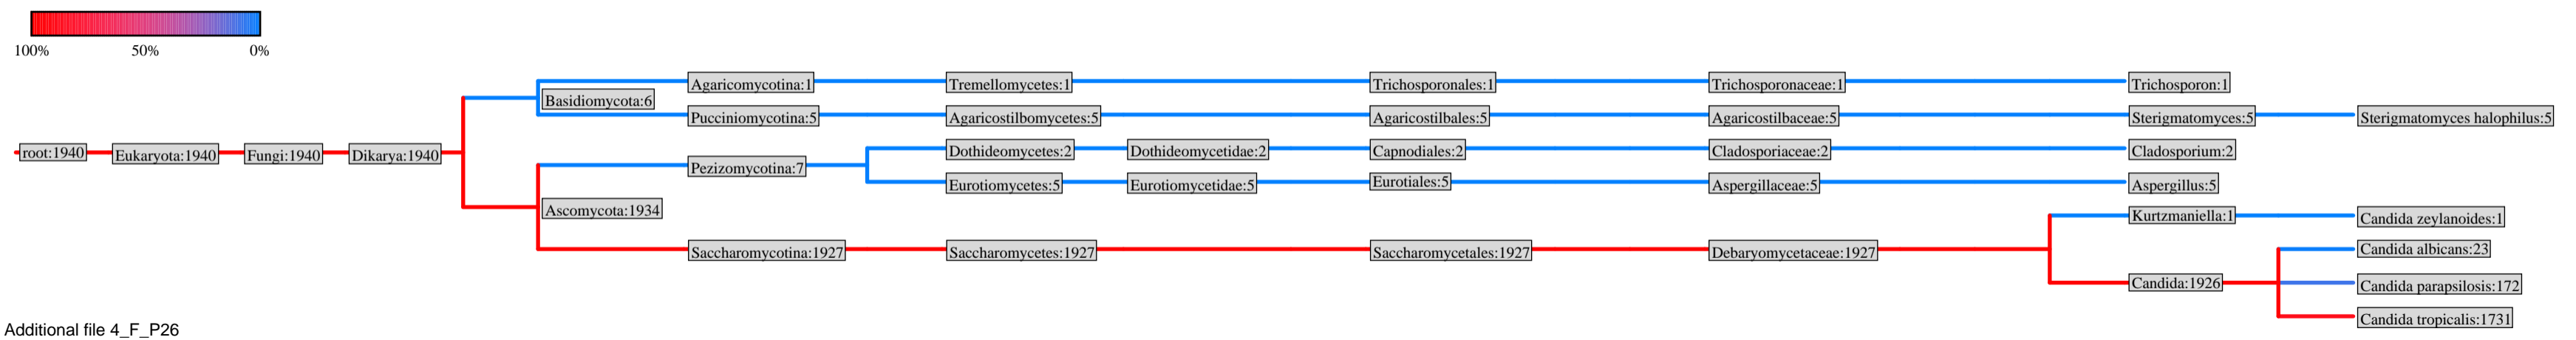 100% 50% 0%
Agaricomycotina:1 Tremellomycetes:1 Trichosporonales:1 Trichosporonaceae:1 Trichosporon:1
Basidiomycota:6
Pucciniomycotina:5 Agaricostilbomycetes:5 Agaricostilbales:5 Agaricostilbaceae:5 Sterigmatomyces:5 Sterigmatomyces halophilus:5
root:1940 Eukaryota:1940 Fungi:1940 Dikarya:1940
Dothideomycetes:2 Dothideomycetidae:2 Capnodiales:2 Cladosporiaceae:2 Cladosporium:2
Pezizomycotina:7
Eurotiomycetes:5 Eurotiomycetidae:5 Eurotiales:5 Aspergillaceae:5 Aspergillus:5
Ascomycota:1934
Kurtzmaniella:1 Candida zeylanoides:1
Saccharomycotina:1927 Saccharomycetes:1927 Saccharomycetales:1927 Debaryomycetaceae:1927
Candida albicans:23
Candida:1926 Candida parapsilosis:172
Candida tropicalis:1731
Additional file 4_F_P26